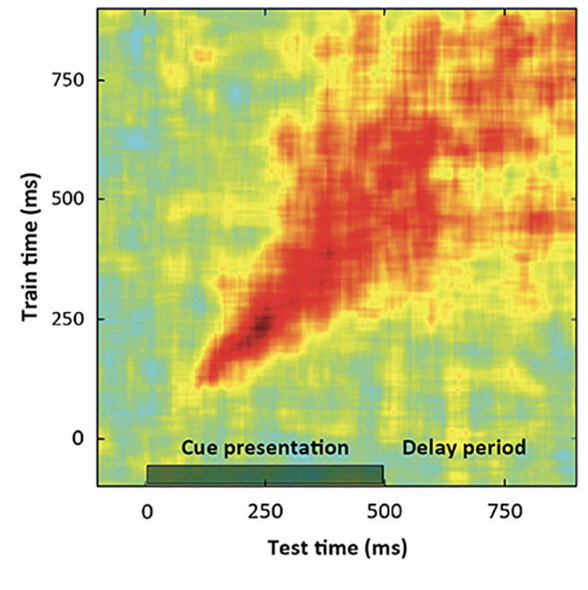 750
500
250
0
Train time (ms)
Cue presentation
Delay period
0
250
500
750
Test time (ms)